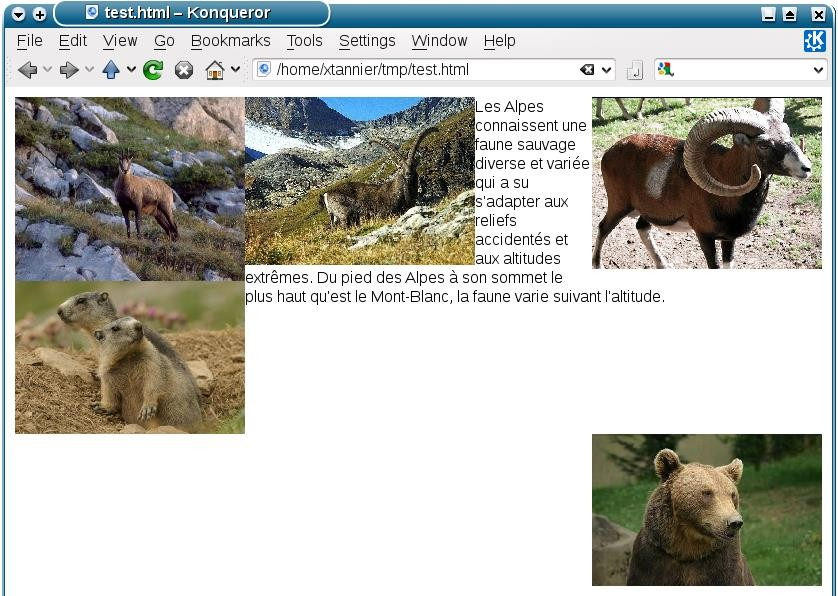 test.html – Konqueror
File Edit View Go Bookmarks Tools Settings Window Help
/home/xtannier/tmp/test.html
Les Alpes
connaissent une
faune sauvage
diverse et variée
qui a su
s'adapter aux
reliefs
accidentés et
aux altitudes
extrêmes. Du pied des Alpes à son sommet le
plus haut qu'est le Mont-Blanc, la faune varie suivant l'altitude.